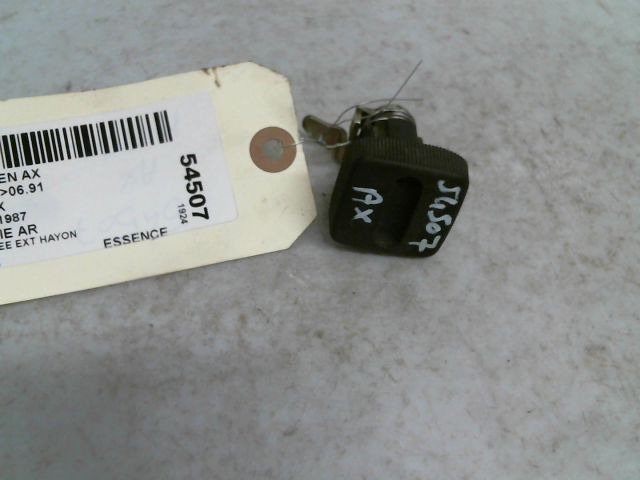 EN AX
>06.91
X
1987
IE AR
EE EXT HAYON
ESSENCE
54507
1924
AX
54507